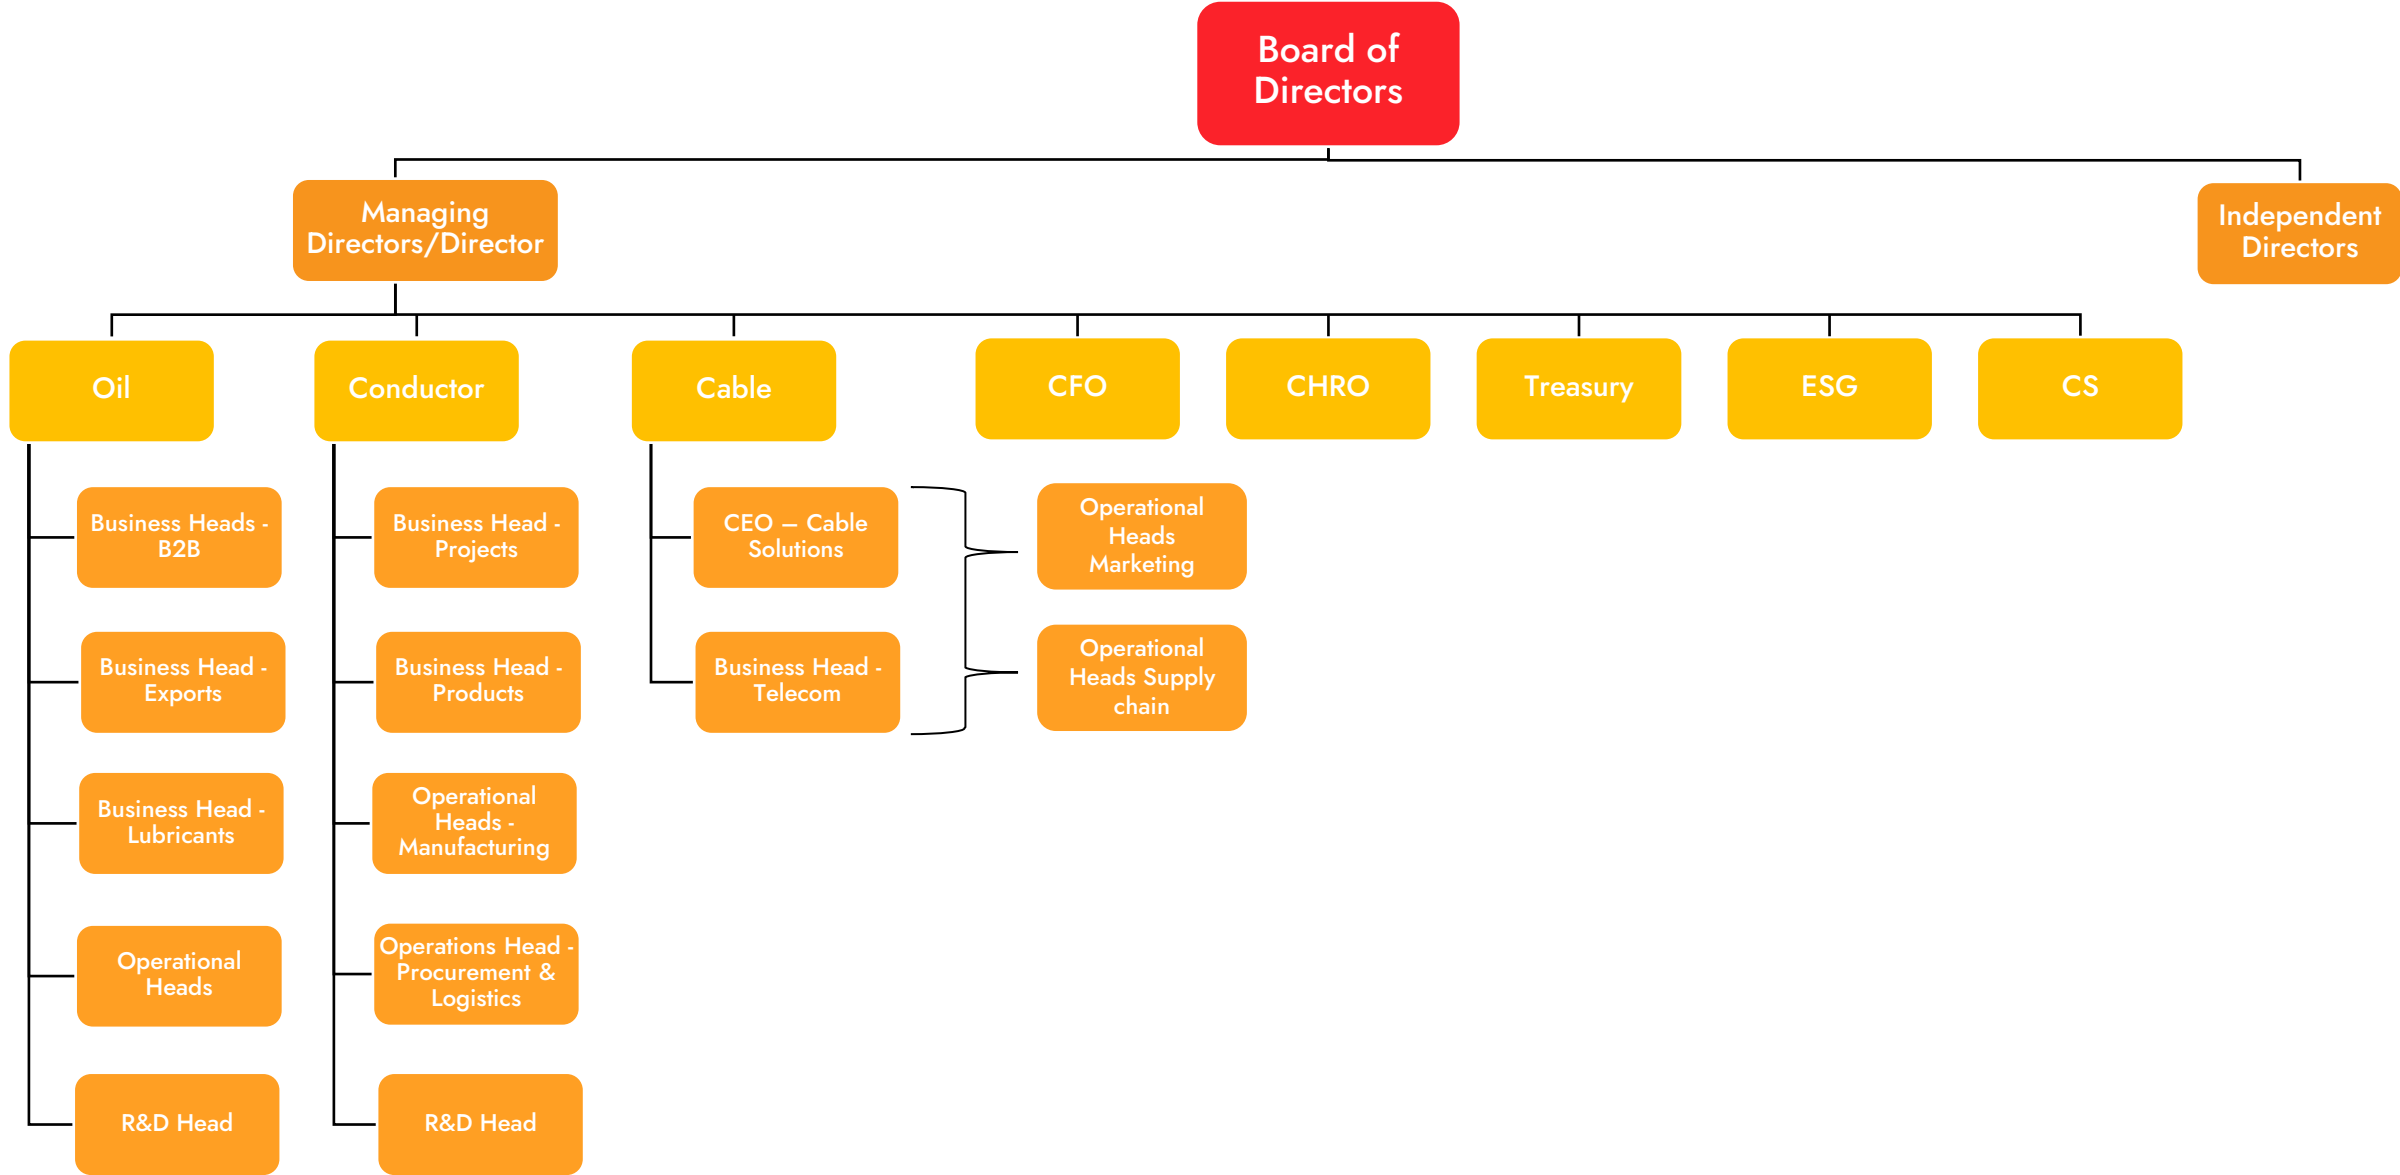 Board of
Directors
Managing
Directors/Director
Independent
Directors
Oil
Conductor
Cable
CFO
CHRO
Treasury
ESG
CS
Business Heads -
B2B
Business Head -
Projects
CEO – Cable
Solutions
Operational
Heads
Marketing
Business Head -
Exports
Business Head -
Products
Business Head -
Telecom
Operational
Heads Supply
chain
Business Head -
Lubricants
Operational
Heads -
Manufacturing
Operational
Heads
Operations Head -
Procurement &
Logistics
R&D Head
R&D Head